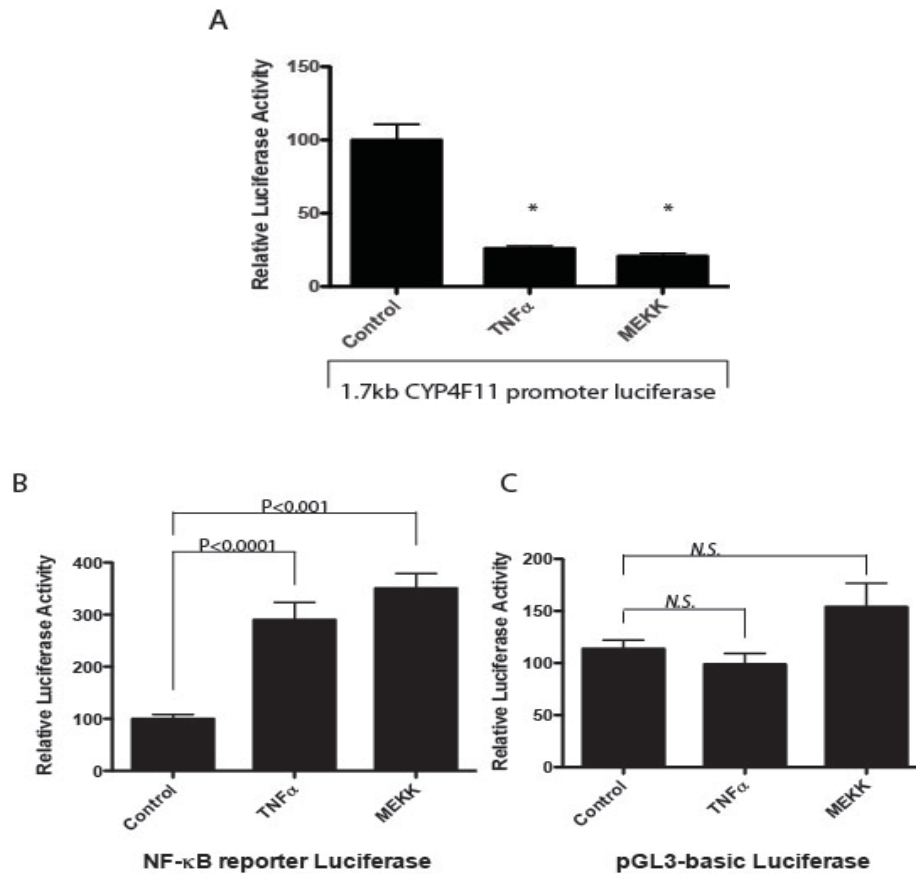 A
Relative Luciferase Activity
150
100
50
0
*
*
Control
TNFα
MEKK
1.7kb CYP4F11 promoter luciferase
B
P<0.001
P<0.0001
Relative Luciferase Activity
400
300
200
100
0
Control
TNFα
MEKK
NF-κB reporter Luciferase
C
N.S.
N.S.
Relative Luciferase Activity
200
150
100
50
0
Control
TNFα
MEKK
pGL3-basic Luciferase